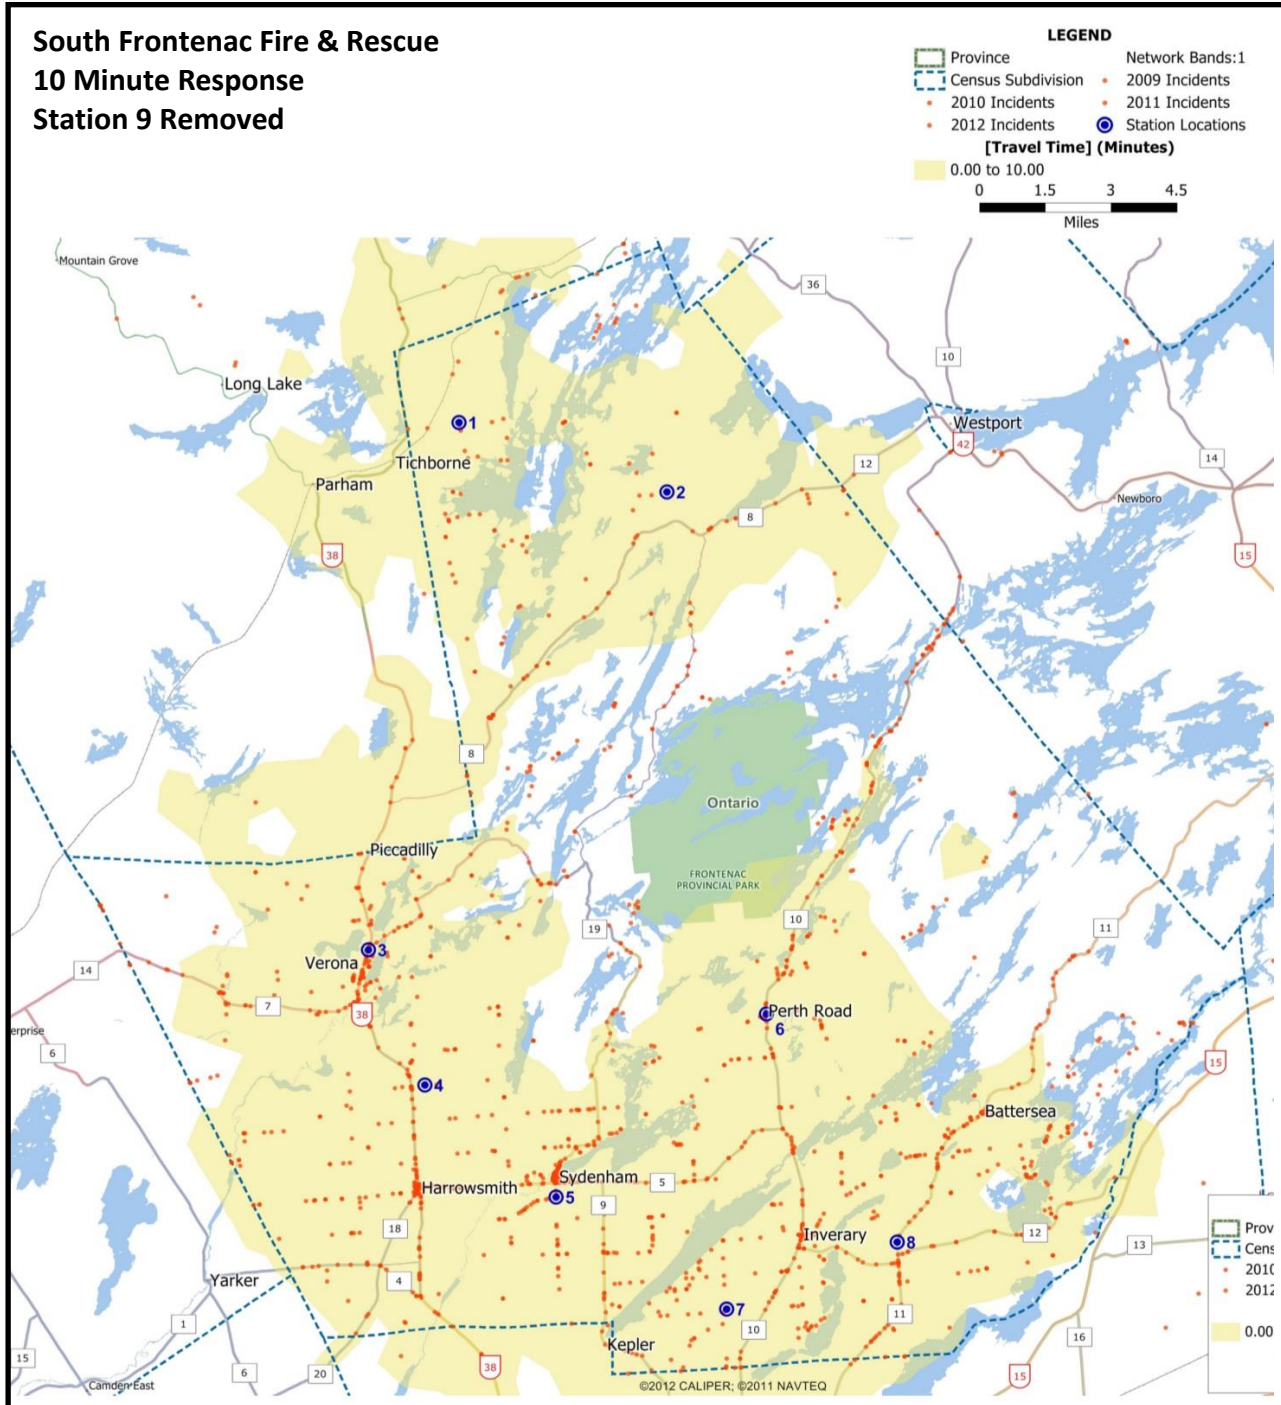 South Frontenac Fire & Rescue
10 Minute Response
Station 9 Removed
LEGEND
Province
Network Bands:1
Census Subdivision
2009 Incidents
2010 Incidents
2011 Incidents
2012 Incidents
Station Locations
[Travel Time] (Minutes)
0.00 to 10.00
0 1.5 3 4.5
Miles
Mountain Grove
36
10
Long Lake
Westport
42
1
Tichborne
12
14
Parham
2
Newboro
8
38
15
8
Ontario
Piccadilly
FRONTENAC
PROVINCIAL PARK
10
11
19
3
Verona
14
7
38
Perth Road
6
erprise
6
15
4
Battersea
Sydenham
5
Harrowsmith
5
9
18
Inverary
8
12
13
Prov
Cens
2010
2012
0.00
Yarker
4
7
11
1
10
16
Kepler
15
6
20
38
15
Camden East
©2012 CALIPER; ©2011 NAVTEQ